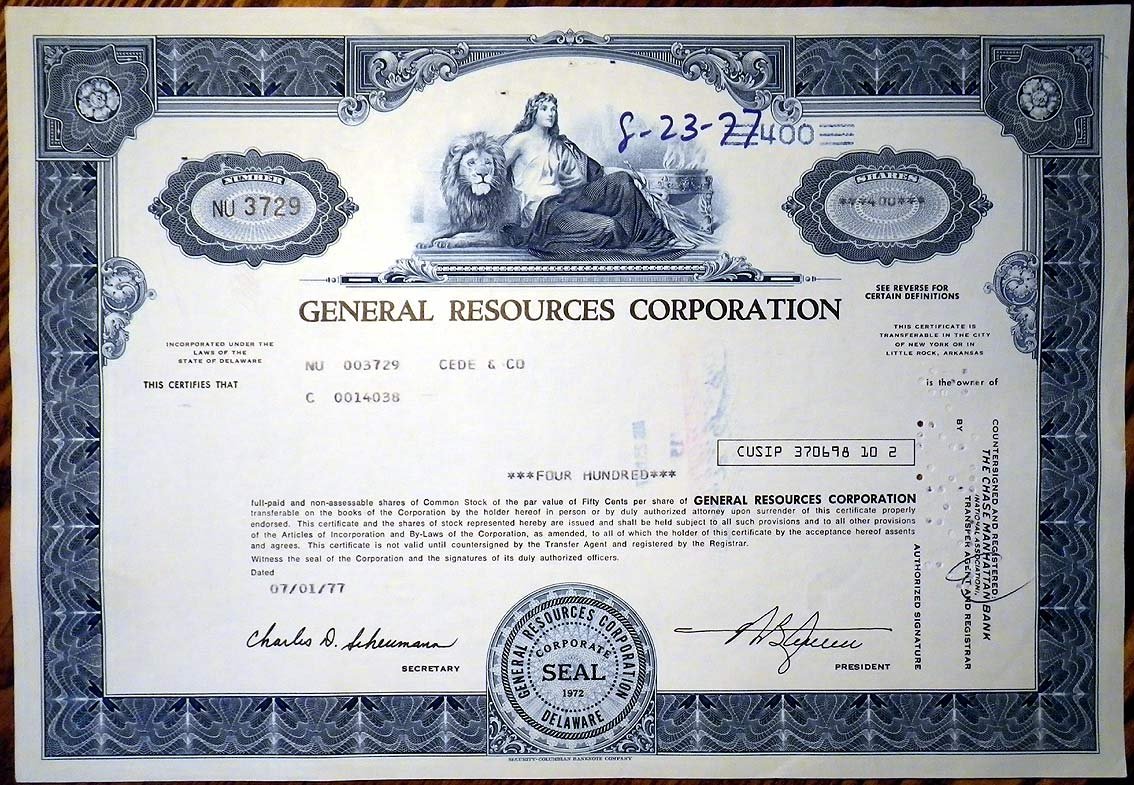 8-23-77
400
NUMBER
NU 3729
SHARES
***400***
GENERAL RESOURCES CORPORATION
SEE REVERSE FOR
CERTAIN DEFINITIONS
INCORPORATED UNDER THE
LAWS OF THE
STATE OF DELAWARE
THIS CERTIFICATE IS
TRANSFERABLE IN THE CITY
OF NEW YORK OR IN
LITTLE ROCK, ARKANSAS
NU 003729 CEDE & CO
THIS CERTIFIES THAT
is the owner of
C 0014038
CUSIP 370698 10 2
***FOUR HUNDRED***
full-paid and non-assessable shares of Common Stock of the par value of Fifty Cents per share of GENERAL RESOURCES CORPORATION
transferable on the books of the Corporation by the holder hereof in person or by duly authorized attorney upon surrender of this certificate properly
endorsed. This certificate and the shares of stock represented hereby are issued and shall be held subject to all such provisions and to all other provisions
of the Articles of Incorporation and By-Laws of the Corporation, as amended, to all of which the holder of this certificate by the acceptance hereof assents
and agrees. This certificate is not valid until countersigned by the Transfer Agent and registered by the Registrar.
Witness the seal of the Corporation and the signatures of its duly authorized officers.
Dated
07/01/77
COUNTERSIGNED AND REGISTERED
THE CHASE MANHATTAN BANK
(NATIONAL ASSOCIATION),
TRANSFER AGENT AND REGISTRAR
BY
AUTHORIZED SIGNATURE
Charles D. Scheumann
SECRETARY
PRESIDENT
GENERAL RESOURCES CORPORATION
CORPORATE
SEAL
1972
DELAWARE
SECURITY-COLUMBIAN BANKNOTE COMPANY